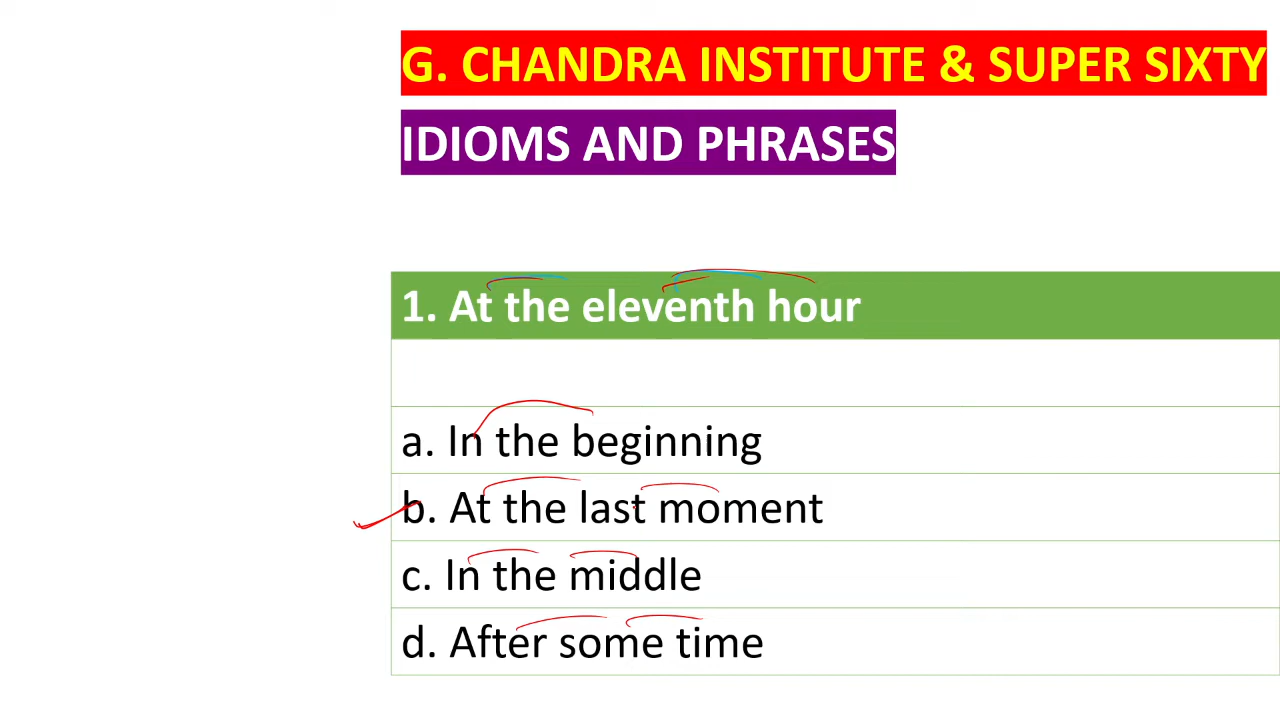 G. CHANDRA INSTITUTE & SUPER SIXTY
IDIOMS AND PHRASES
1. At the eleventh hour
a. In the beginning
b. At the last moment
c. In the middle
d. After some time